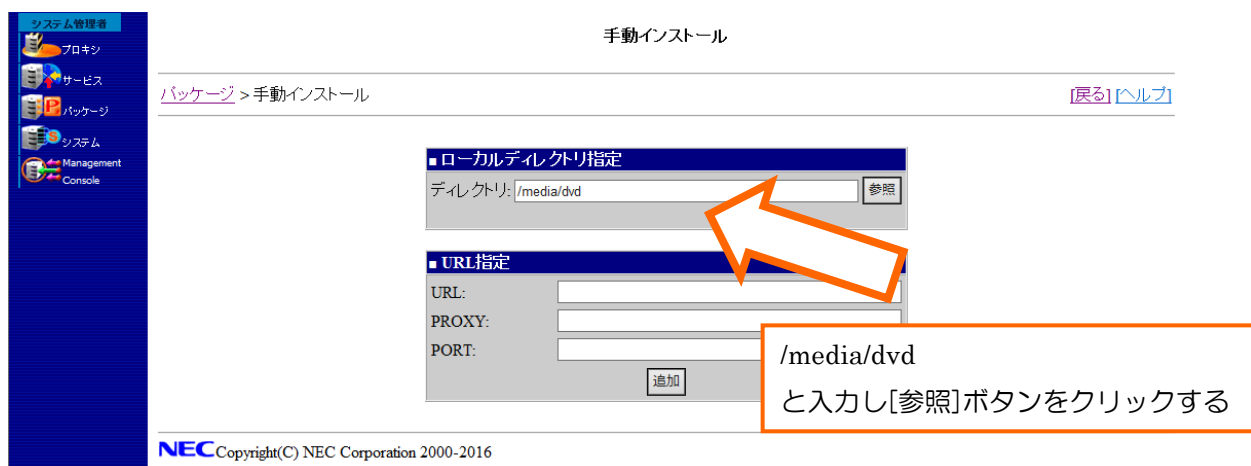 システム管理者
プロキシ
サービス
パッケージ
システム
Management
Console
手動インストール
パッケージ > 手動インストール
[戻る] [ヘルプ]
■ローカルディレクトリ指定
ディレクトリ: /media/dvd 参照
■URL指定
URL:
PROXY:
PORT:
追加
/media/dvd
と入力し[参照]ボタンをクリックする
NEC Copyright(C) NEC Corporation 2000-2016